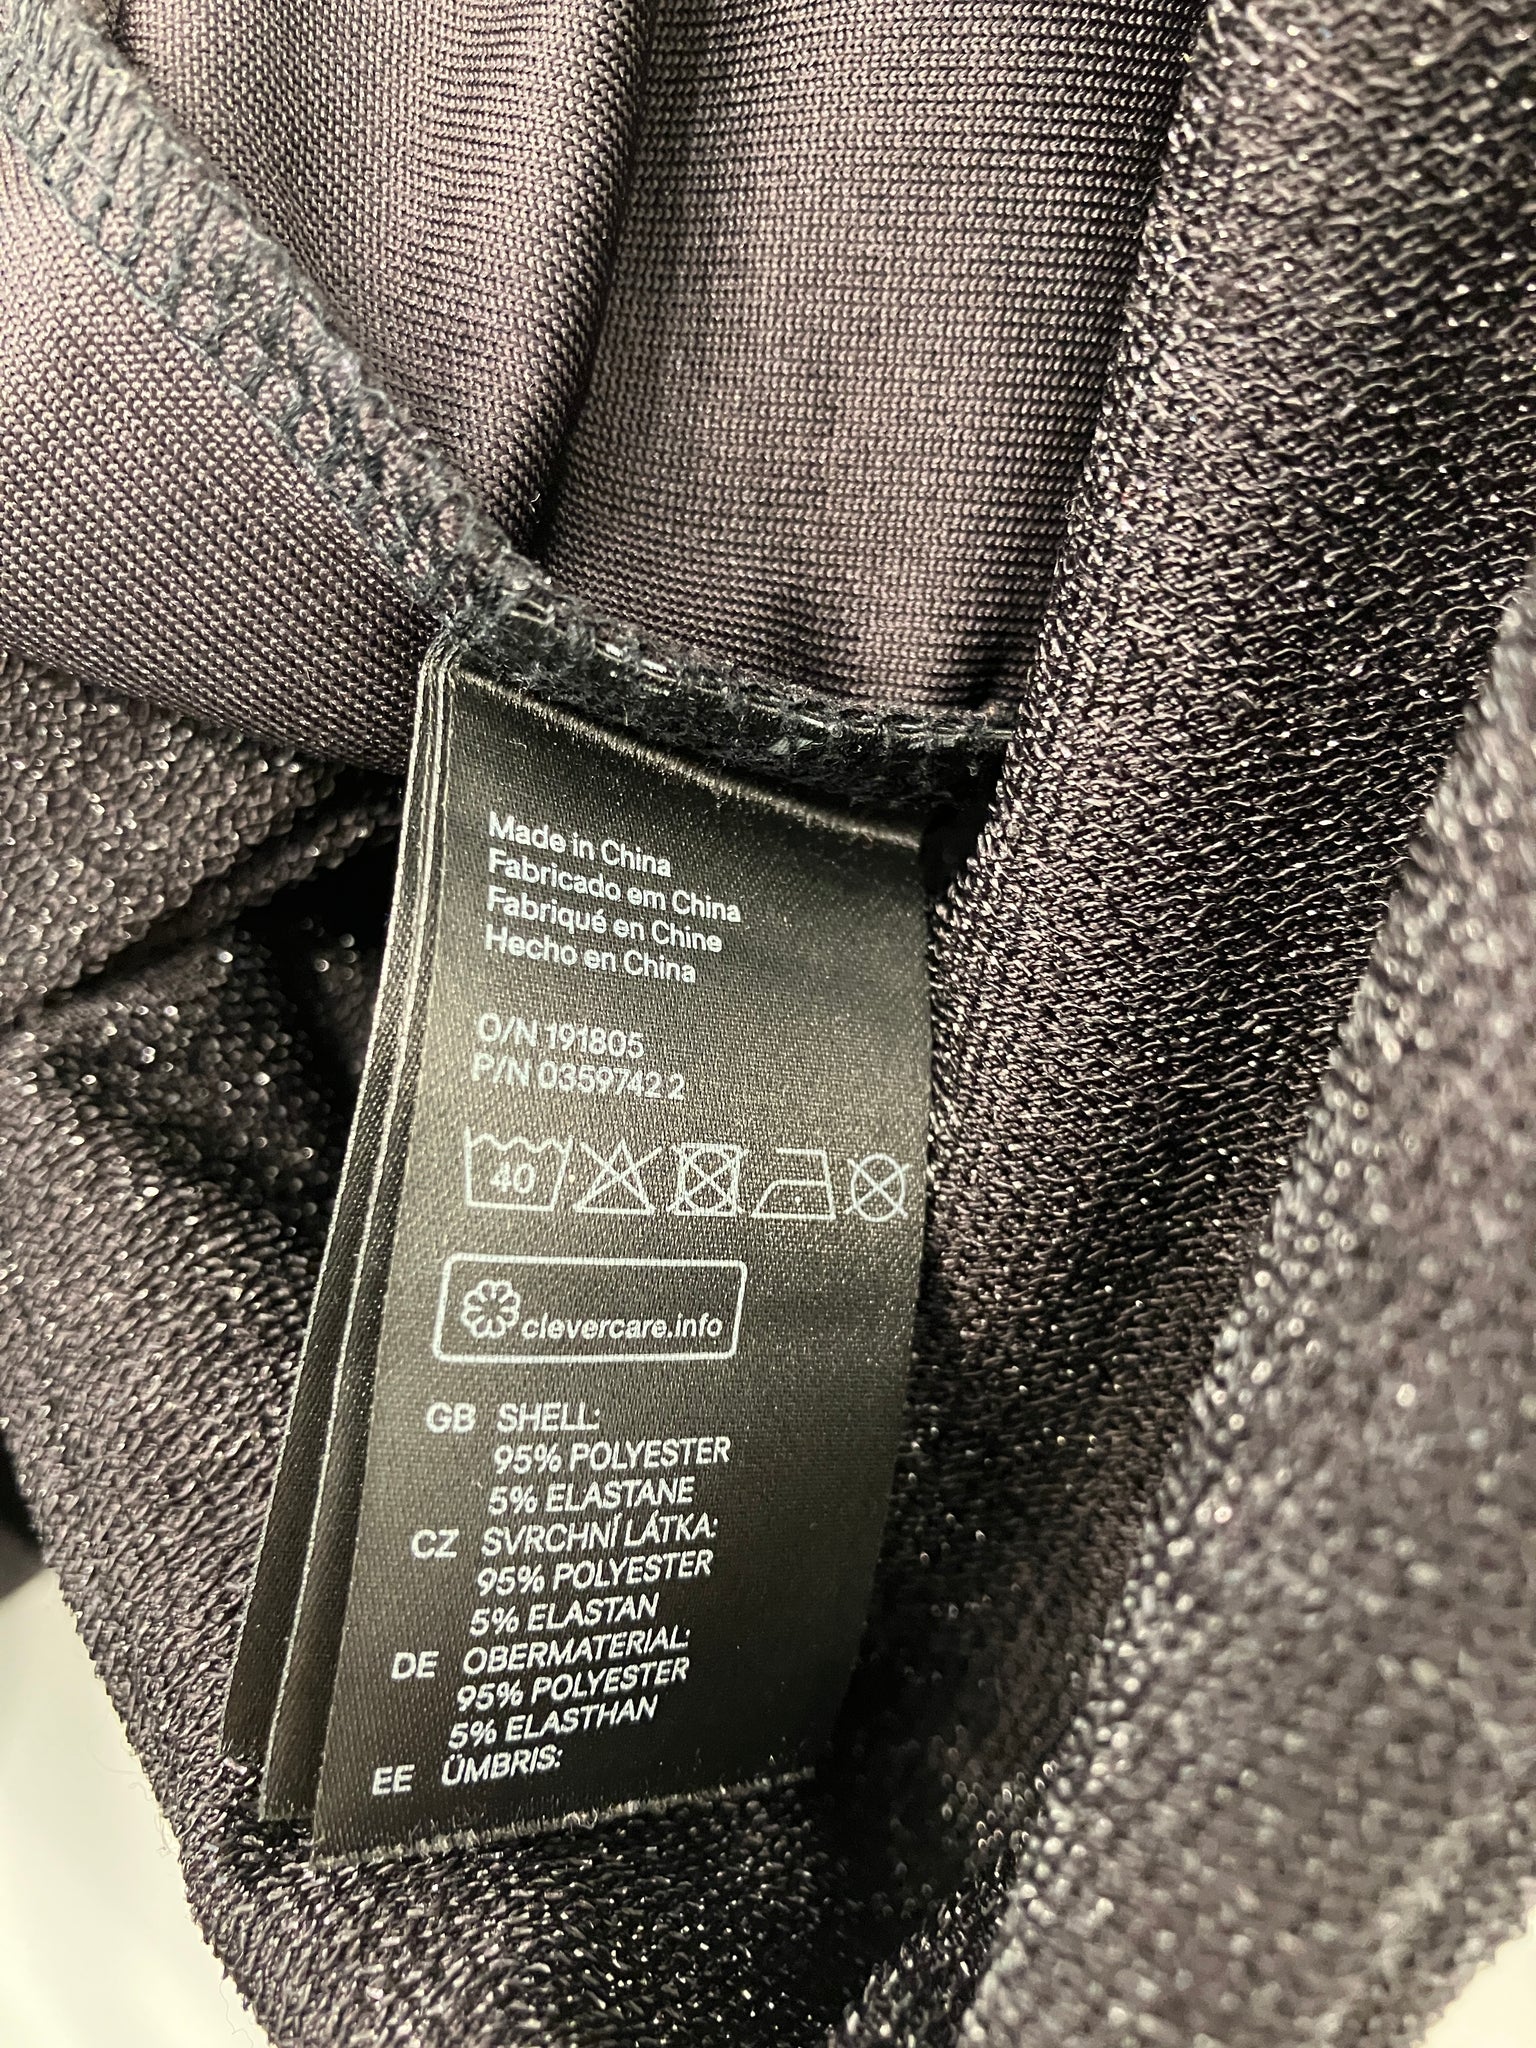 Made in China
Fabricado em China
Fabriqué en Chine
Hecho en China
O/N 191805
P/N 0359742 2
40
clevercare.info
GB SHELL:
95% POLYESTER
5% ELASTANE
CZ SVRCHNÍ LÁTKA:
95% POLYESTER
5% ELASTAN
DE OBERMATERIAL:
95% POLYESTER
5% ELASTHAN
EE ÜMBRIS: